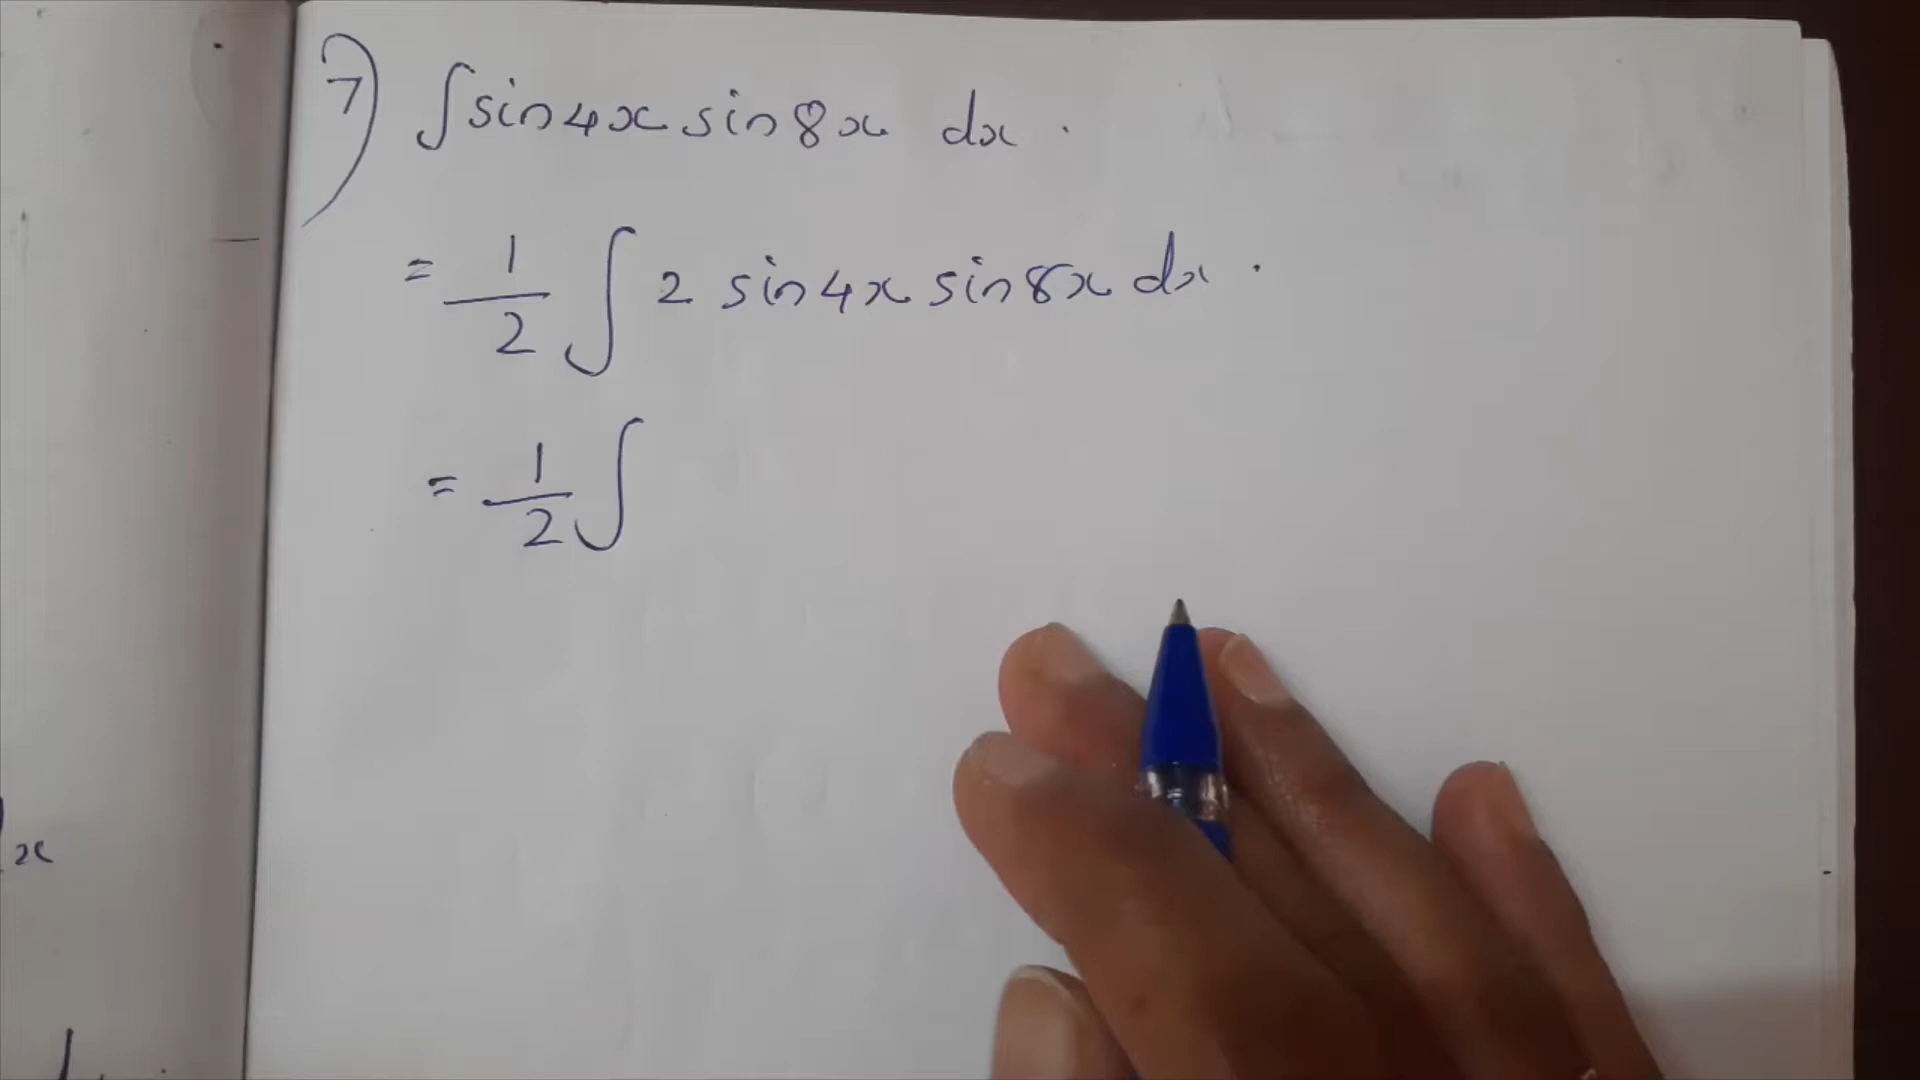 7) ∫ sin4x sin8x dx .
= 1/2 ∫ 2 sin4x sin8x dx .
= 1/2 ∫
x